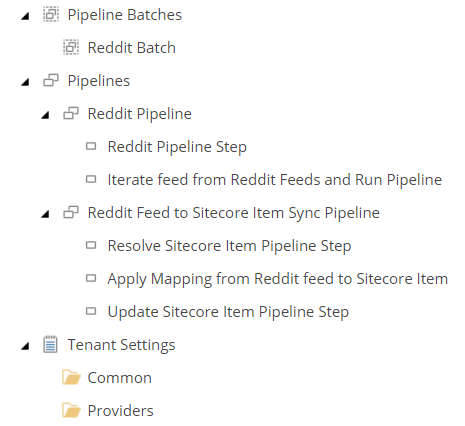 Pipeline Batches
Reddit Batch
Pipelines
Reddit Pipeline
Reddit Pipeline Step
Iterate feed from Reddit Feeds and Run Pipeline
Reddit Feed to Sitecore Item Sync Pipeline
Resolve Sitecore Item Pipeline Step
Apply Mapping from Reddit feed to Sitecore Item
Update Sitecore Item Pipeline Step
Tenant Settings
Common
Providers